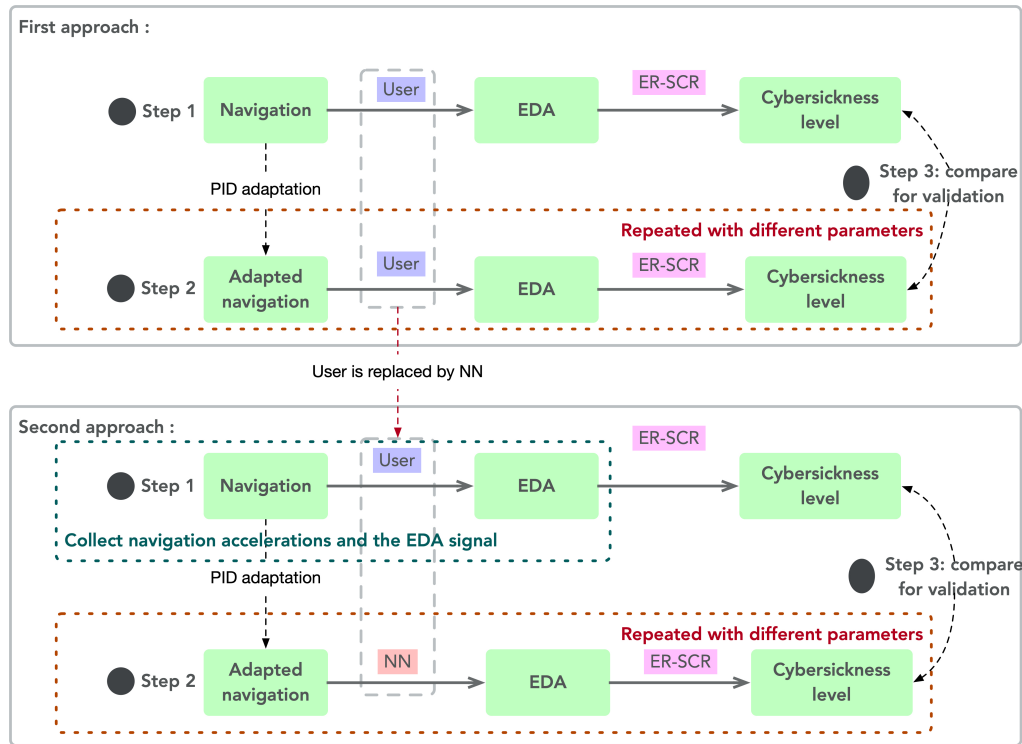 First approach :
User
ER-SCR
Step 1
Navigation
EDA
Cybersickness
level
PID adaptation
Step 3: compare
for validation
Repeated with different parameters
User
ER-SCR
Step 2
Adapted
navigation
EDA
Cybersickness
level
User is replaced by NN
Second approach :
ER-SCR
User
Step 1
Navigation
EDA
Cybersickness
level
Collect navigation accelerations and the EDA signal
PID adaptation
Step 3: compare
for validation
Repeated with different parameters
NN
ER-SCR
Step 2
Adapted
navigation
EDA
Cybersickness
level